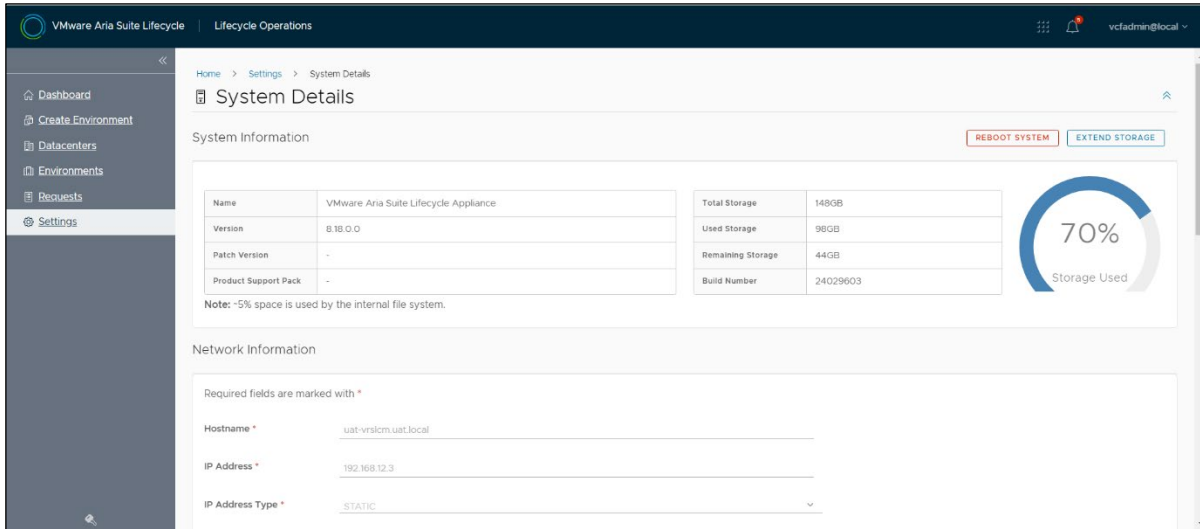 VMware Aria Suite Lifecycle | Lifecycle Operations
5
vcfadmin@local
Home > Settings > System Details
System Details
Dashboard
Create Environment
Datacenters
Environments
Requests
Settings
System Information
REBOOT SYSTEM EXTEND STORAGE
Name VMware Aria Suite Lifecycle Appliance
Version 8.18.0.0
Patch Version -
Product Support Pack -
Total Storage 148GB
Used Storage 98GB
Remaining Storage 44GB
Build Number 24029603
70%
Storage Used
Note: ~5% space is used by the internal file system.
Network Information
Required fields are marked with *
Hostname * uat-vrslcm.uat.local
IP Address * 192.168.12.3
IP Address Type * STATIC